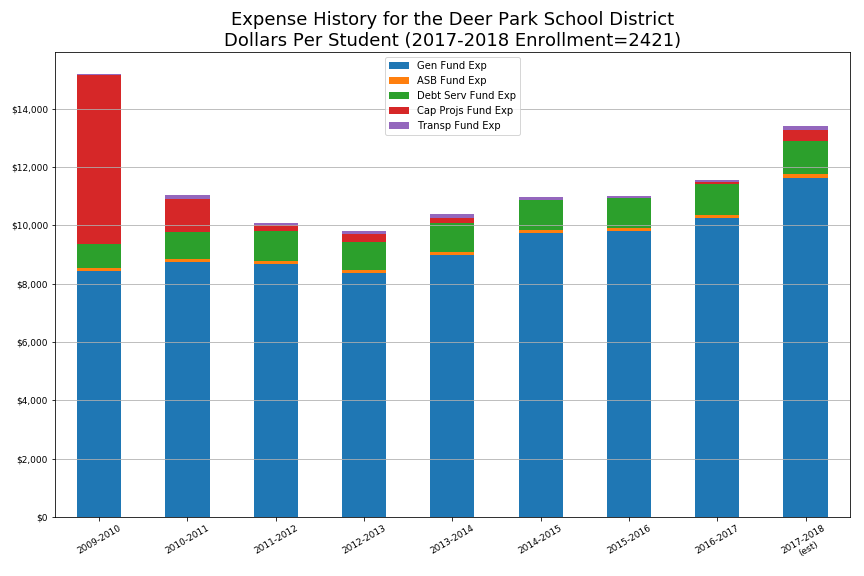 Expense History for the Deer Park School District
Dollars Per Student (2017-2018 Enrollment=2421)
Gen Fund Exp
ASB Fund Exp
Debt Serv Fund Exp
Cap Projs Fund Exp
Transp Fund Exp
$14,000
$12,000
$10,000
$8,000
$6,000
$4,000
$2,000
$0
2009-2010
2010-2011
2011-2012
2012-2013
2013-2014
2014-2015
2015-2016
2016-2017
2017-2018
(est)